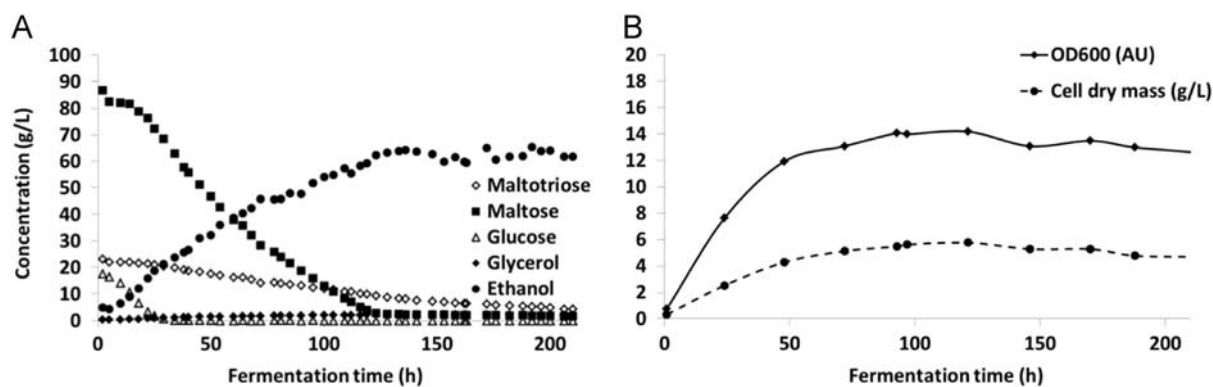 A
100
90
80
70
60
50
40
30
20
10
0
Concentration (g/L)
Maltotriose
Maltose
Glucose
Glycerol
Ethanol
0 50 100 150 200
Fermentation time (h)
B
20
18
16
14
12
10
8
6
4
2
0
OD600 (AU)
Cell dry mass (g/L)
0 50 100 150 200
Fermentation time (h)